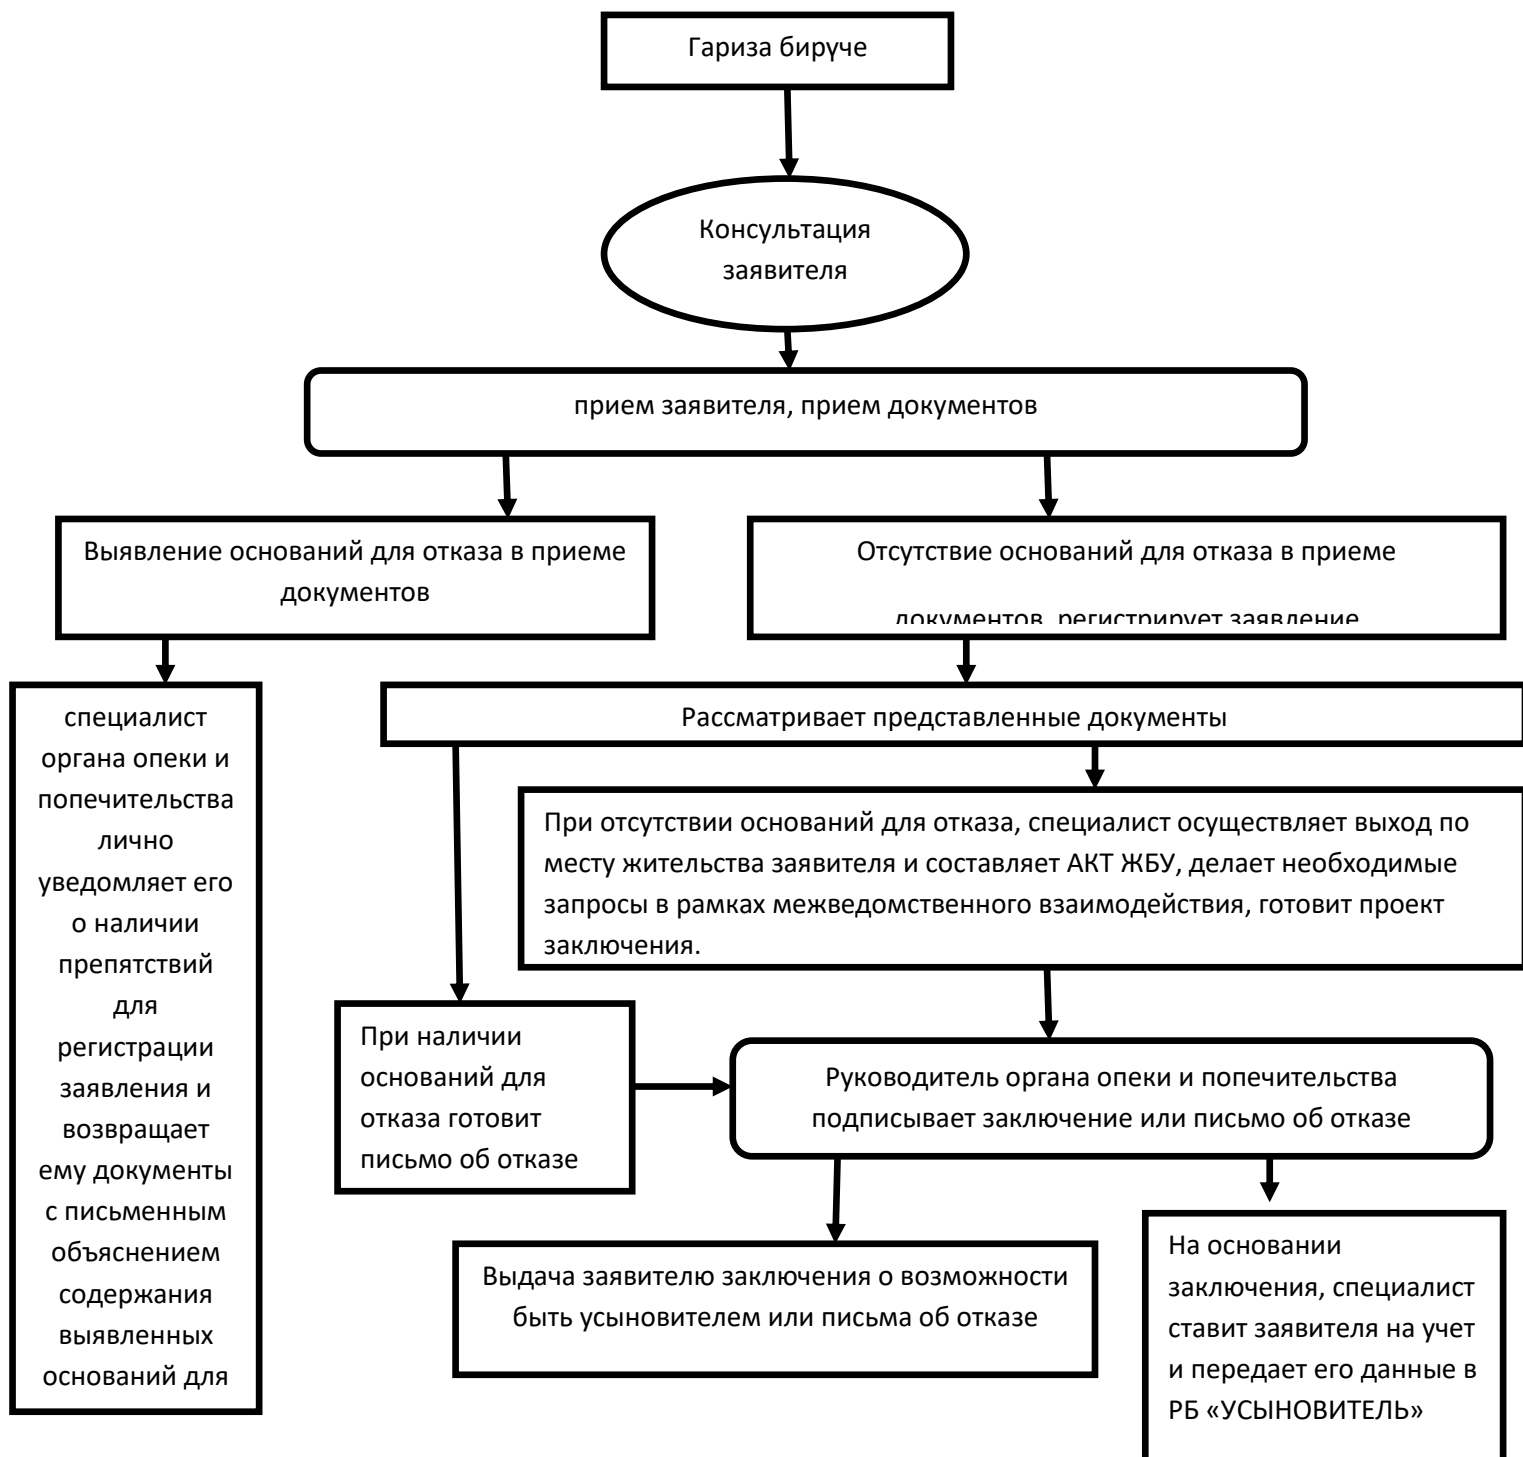 Гариза бирүче
Консультация
заявителя
прием заявителя, прием документов
Выявление оснований для отказа в приеме
документов
Отсутствие оснований для отказа в приеме
документов, регистрирует заявление
специалист
органа опеки и
попечительства
лично
уведомляет его
о наличии
препятствий
для
регистрации
заявления и
возвращает
ему документы
с письменным
объяснением
содержания
выявленных
оснований для
Рассматривает представленные документы
При отсутствии оснований для отказа, специалист осуществляет выход по
месту жительства заявителя и составляет АКТ ЖБУ, делает необходимые
запросы в рамках межведомственного взаимодействия, готовит проект
заключения.
При наличии
оснований для
отказа готовит
письмо об отказе
Руководитель органа опеки и попечительства
подписывает заключение или письмо об отказе
Выдача заявителю заключения о возможности
быть усыновителем или письма об отказе
На основании
заключения, специалист
ставит заявителя на учет
и передает его данные в
РБ «УСЫНОВИТЕЛЬ»